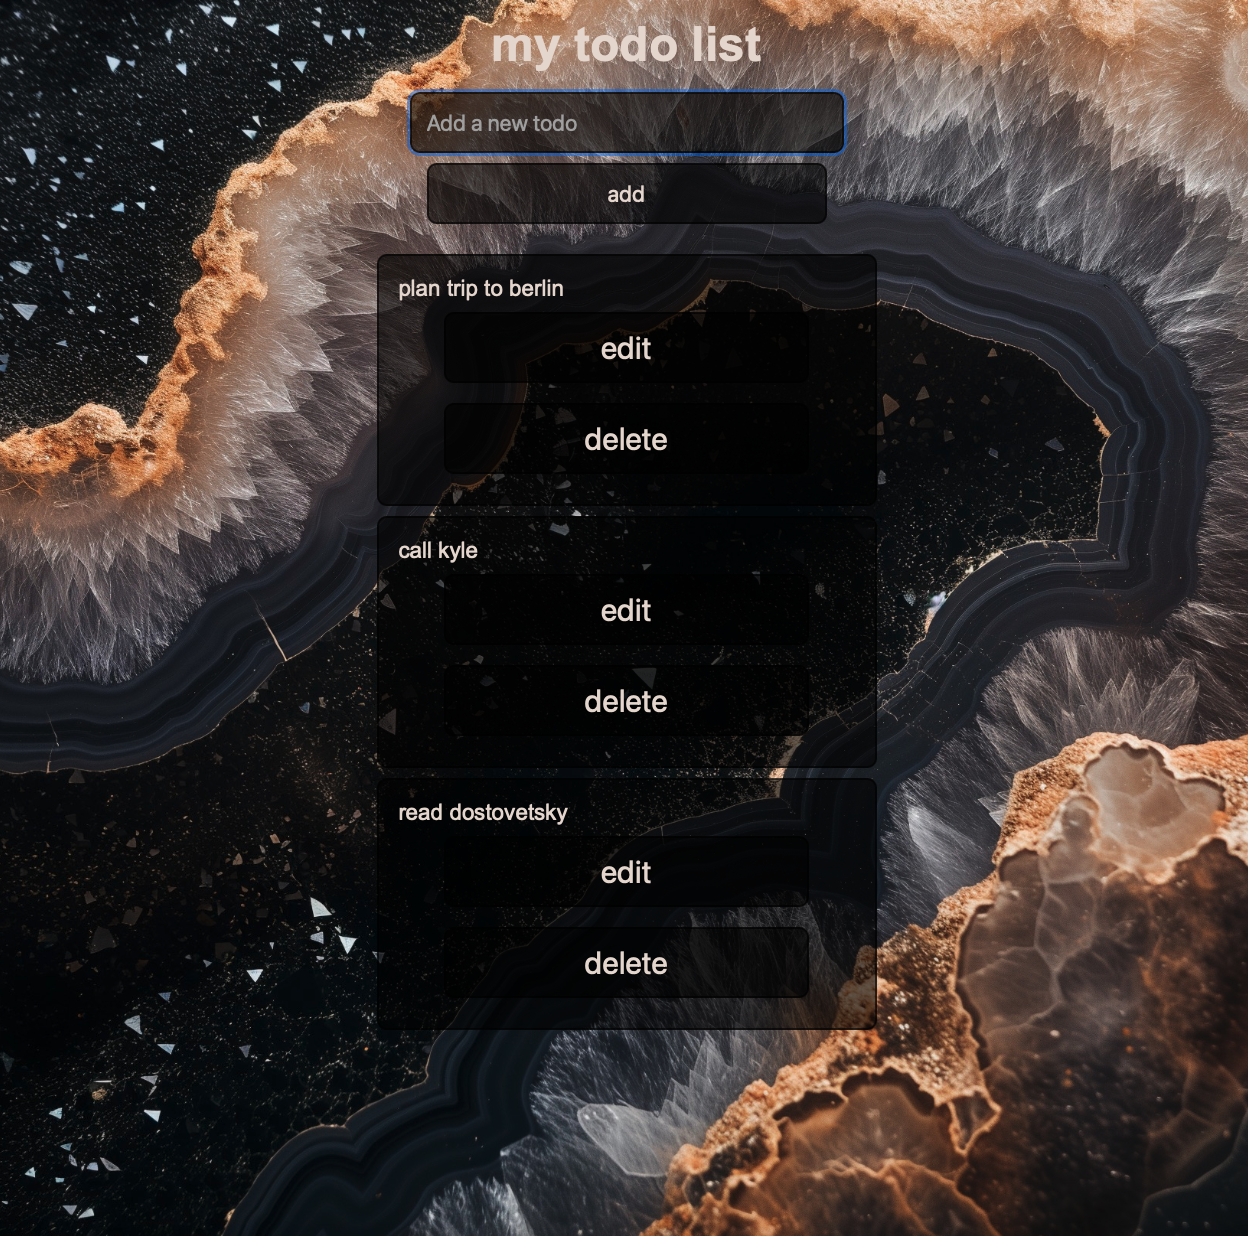 my todo list
Add a new todo
add
plan trip to berlin
edit
delete
call kyle
edit
delete
read dostovetsky
edit
delete